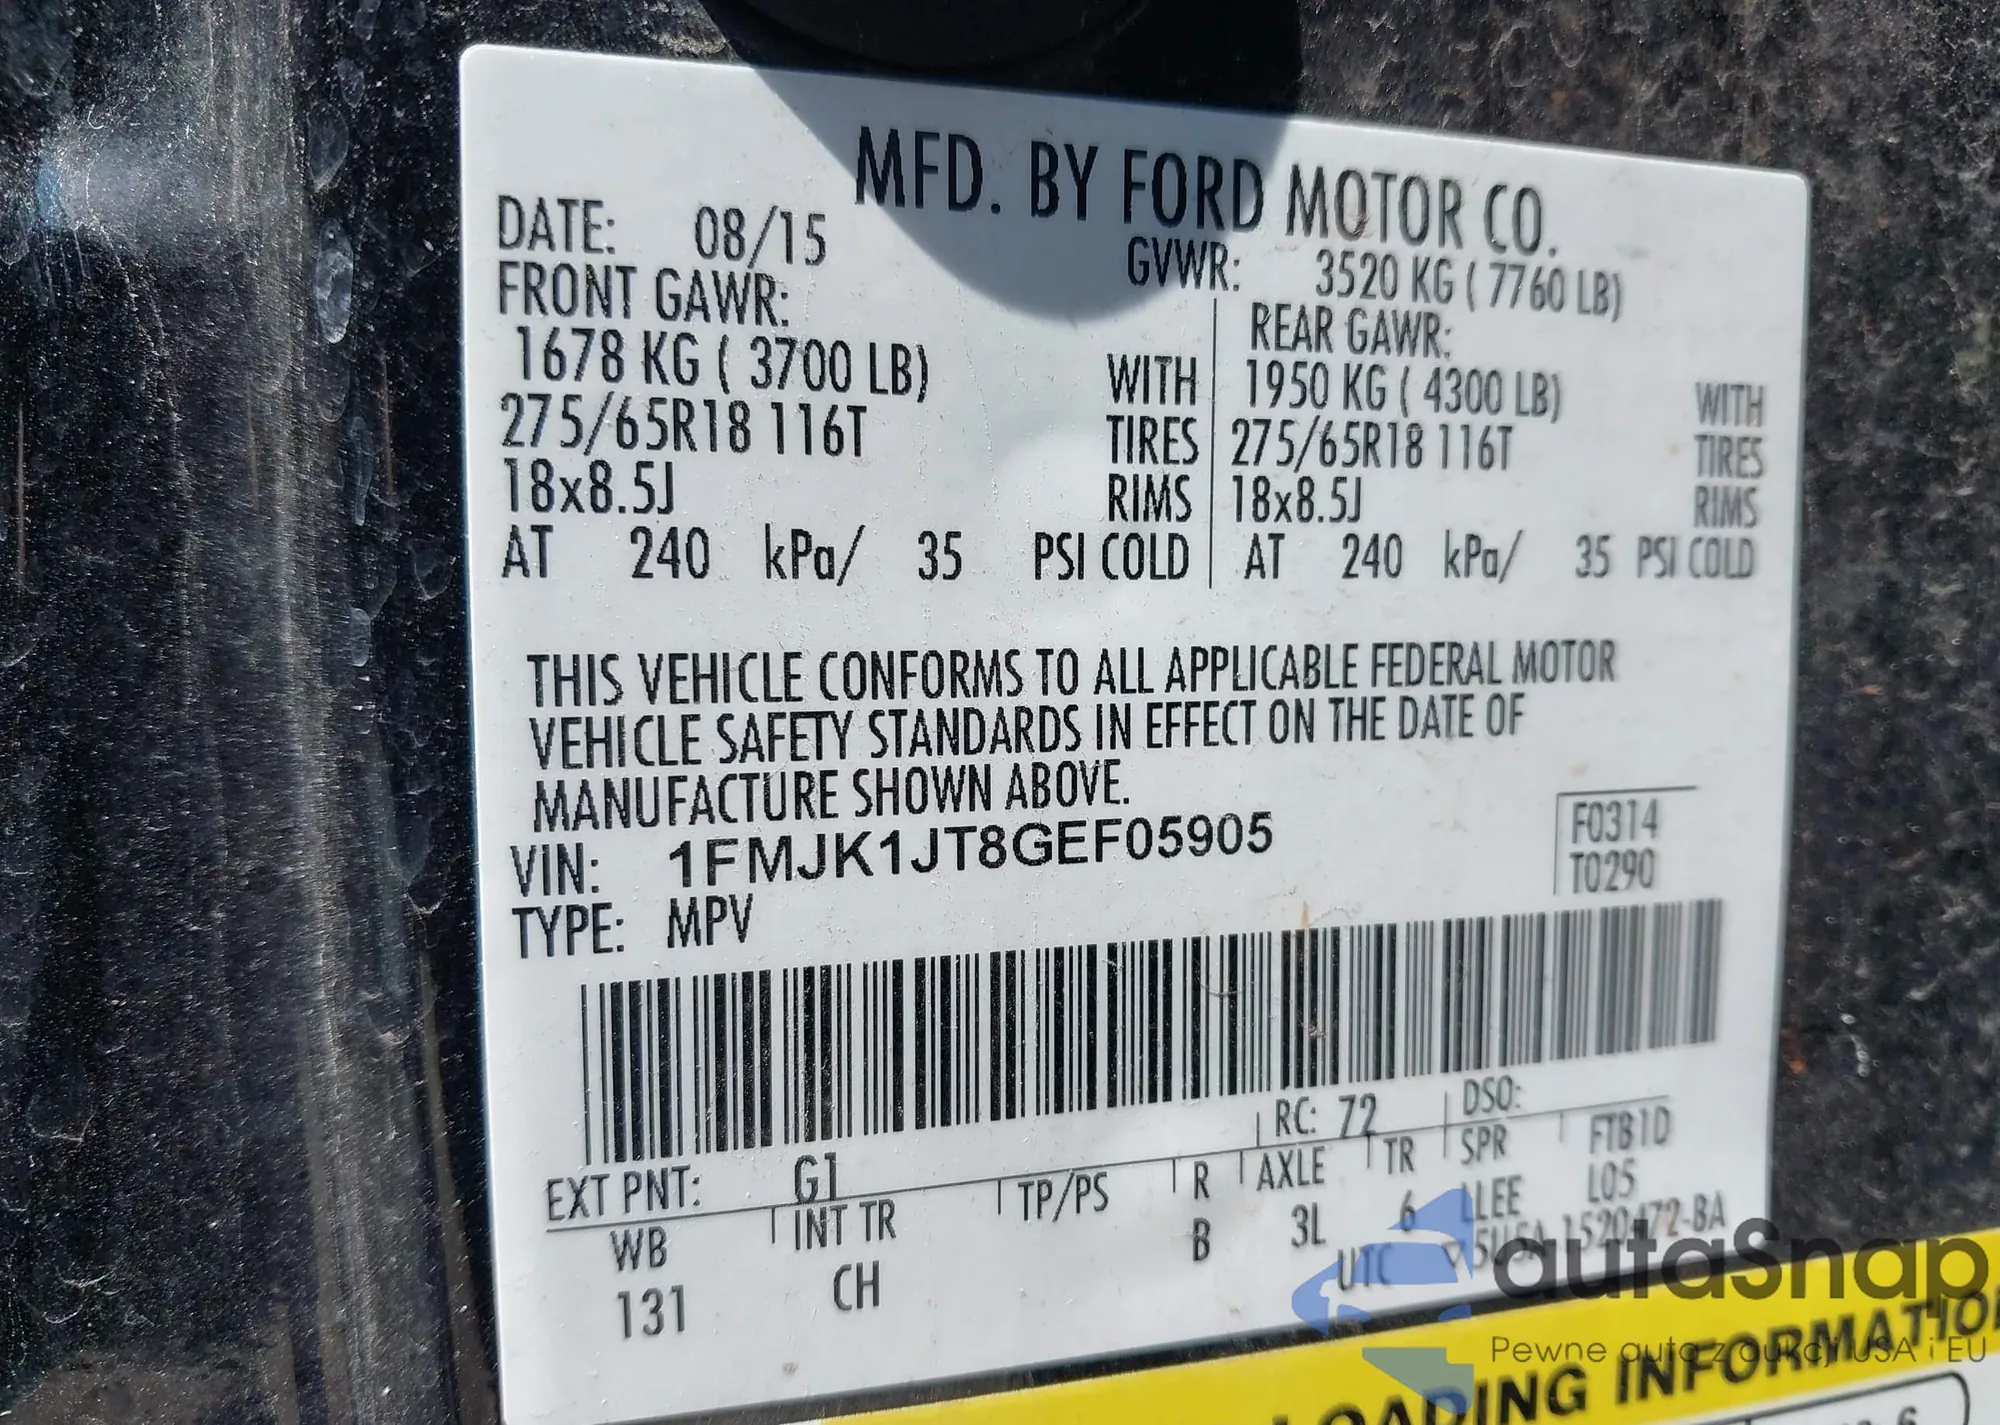 MFD. BY FORD MOTOR CO.
DATE: 08/15
GVWR: 3520 KG ( 7760 LB)
FRONT GAWR:
1678 KG ( 3700 LB) WITH
275/65R18 116T TIRES
18x8.5J RIMS
AT 240 kPa/ 35 PSI COLD
REAR GAWR:
1950 KG ( 4300 LB) WITH
275/65R18 116T TIRES
18x8.5J RIMS
AT 240 kPa/ 35 PSI COLD
THIS VEHICLE CONFORMS TO ALL APPLICABLE FEDERAL MOTOR
VEHICLE SAFETY STANDARDS IN EFFECT ON THE DATE OF
MANUFACTURE SHOWN ABOVE.
VIN: 1FMJK1JT8GEF05905
F0314
T0290
TYPE: MPV
EXT PNT: G1 RC: 72 DSO:
WB INT TR TP/PS R AXLE TR SPR FTB1D
131 CH B 3L 6 LLEE L05
UTC 1520472-BA
autaSnap
Pewne auta z aukcji USA i EU
LOADING INFORMATION